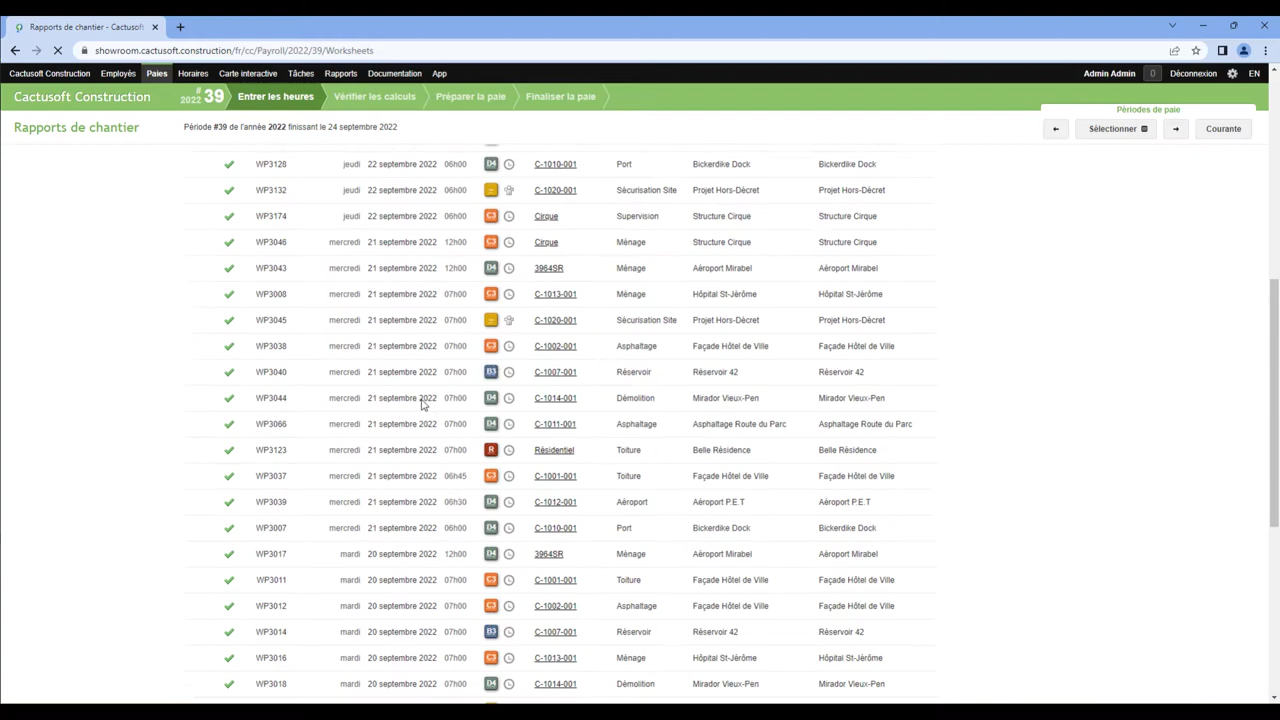 Rapports de chantier - Cactusoft
showroom.cactusoft.construction/fr/cc/Payroll/2022/39/Worksheets
Cactusoft Construction Employés Paies Horaires Carte interactive Tâches Rapports Documentation App Admin Admin 0 Déconnexion EN
Cactusoft Construction 2022 # 39 Entrer les heures Vérifier les calculs Préparer la paie Finaliser la paie
Périodes de paie
Rapports de chantier Période #39 de l'année 2022 finissant le 24 septembre 2022 ← Sélectionner → Courante
WP3128 jeudi 22 septembre 2022 06h00 D4 C-1010-001 Port Bickerdike Dock Bickerdike Dock
WP3132 jeudi 22 septembre 2022 06h00 C-1020-001 Sécurisation Site Projet Hors-Décret Projet Hors-Décret
WP3174 jeudi 22 septembre 2022 06h00 C3 Cirque Supervision Structure Cirque Structure Cirque
WP3046 mercredi 21 septembre 2022 12h00 C3 Cirque Ménage Structure Cirque Structure Cirque
WP3043 mercredi 21 septembre 2022 12h00 D4 3964SR Ménage Aéroport Mirabel Aéroport Mirabel
WP3008 mercredi 21 septembre 2022 07h00 C3 C-1013-001 Ménage Hôpital St-Jérôme Hôpital St-Jérôme
WP3045 mercredi 21 septembre 2022 07h00 C-1020-001 Sécurisation Site Projet Hors-Décret Projet Hors-Décret
WP3038 mercredi 21 septembre 2022 07h00 C3 C-1002-001 Asphaltage Façade Hôtel de Ville Façade Hôtel de Ville
WP3040 mercredi 21 septembre 2022 07h00 B3 C-1007-001 Réservoir Réservoir 42 Réservoir 42
WP3044 mercredi 21 septembre 2022 07h00 D4 C-1014-001 Démolition Mirador Vieux-Pen Mirador Vieux-Pen
WP3066 mercredi 21 septembre 2022 07h00 D4 C-1011-001 Asphaltage Asphaltage Route du Parc Asphaltage Route du Parc
WP3123 mercredi 21 septembre 2022 07h00 R Résidentiel Toiture Belle Résidence Belle Résidence
WP3037 mercredi 21 septembre 2022 06h45 C3 C-1001-001 Toiture Façade Hôtel de Ville Façade Hôtel de Ville
WP3039 mercredi 21 septembre 2022 06h30 D4 C-1012-001 Aéroport Aéroport P.E.T Aéroport P.E.T
WP3007 mercredi 21 septembre 2022 06h00 D4 C-1010-001 Port Bickerdike Dock Bickerdike Dock
WP3017 mardi 20 septembre 2022 12h00 D4 3964SR Ménage Aéroport Mirabel Aéroport Mirabel
WP3011 mardi 20 septembre 2022 07h00 C3 C-1001-001 Toiture Façade Hôtel de Ville Façade Hôtel de Ville
WP3012 mardi 20 septembre 2022 07h00 C3 C-1002-001 Asphaltage Façade Hôtel de Ville Façade Hôtel de Ville
WP3014 mardi 20 septembre 2022 07h00 B3 C-1007-001 Réservoir Réservoir 42 Réservoir 42
WP3016 mardi 20 septembre 2022 07h00 C3 C-1013-001 Ménage Hôpital St-Jérôme Hôpital St-Jérôme
WP3018 mardi 20 septembre 2022 07h00 D4 C-1014-001 Démolition Mirador Vieux-Pen Mirador Vieux-Pen